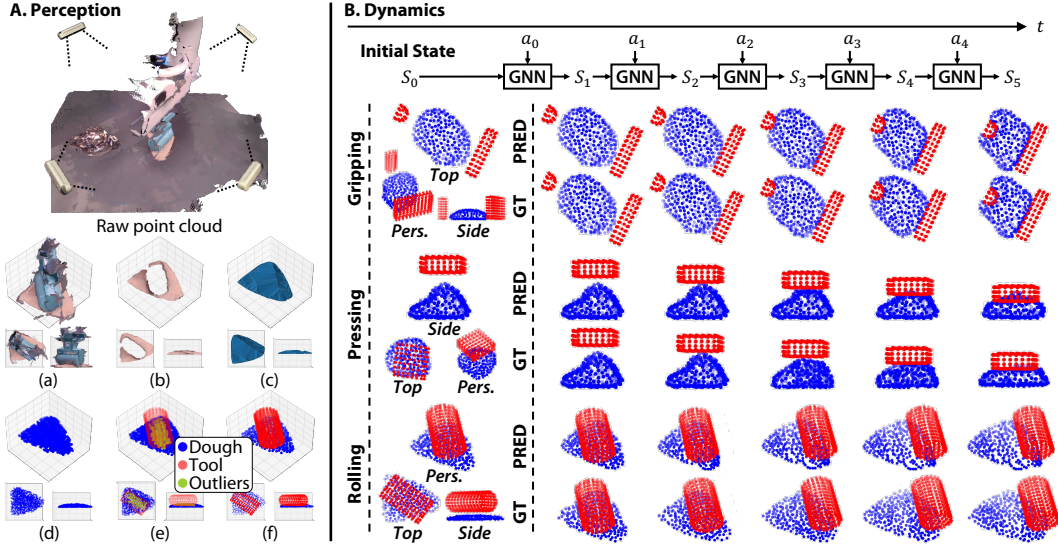 A. Perception
Raw point cloud
(a)
(b)
(c)
Dough
Tool
Outliers
(d)
(e)
(f)
B. Dynamics
t
Initial State
a₀
a₁
a₂
a₃
a₄
S₀
GNN
S₁
GNN
S₂
GNN
S₃
GNN
S₄
GNN
S₅
Gripping
Top
Pers.
Side
PRED
GT
Pressing
Side
Top
Pers.
PRED
GT
Rolling
Pers.
Top
Side
PRED
GT